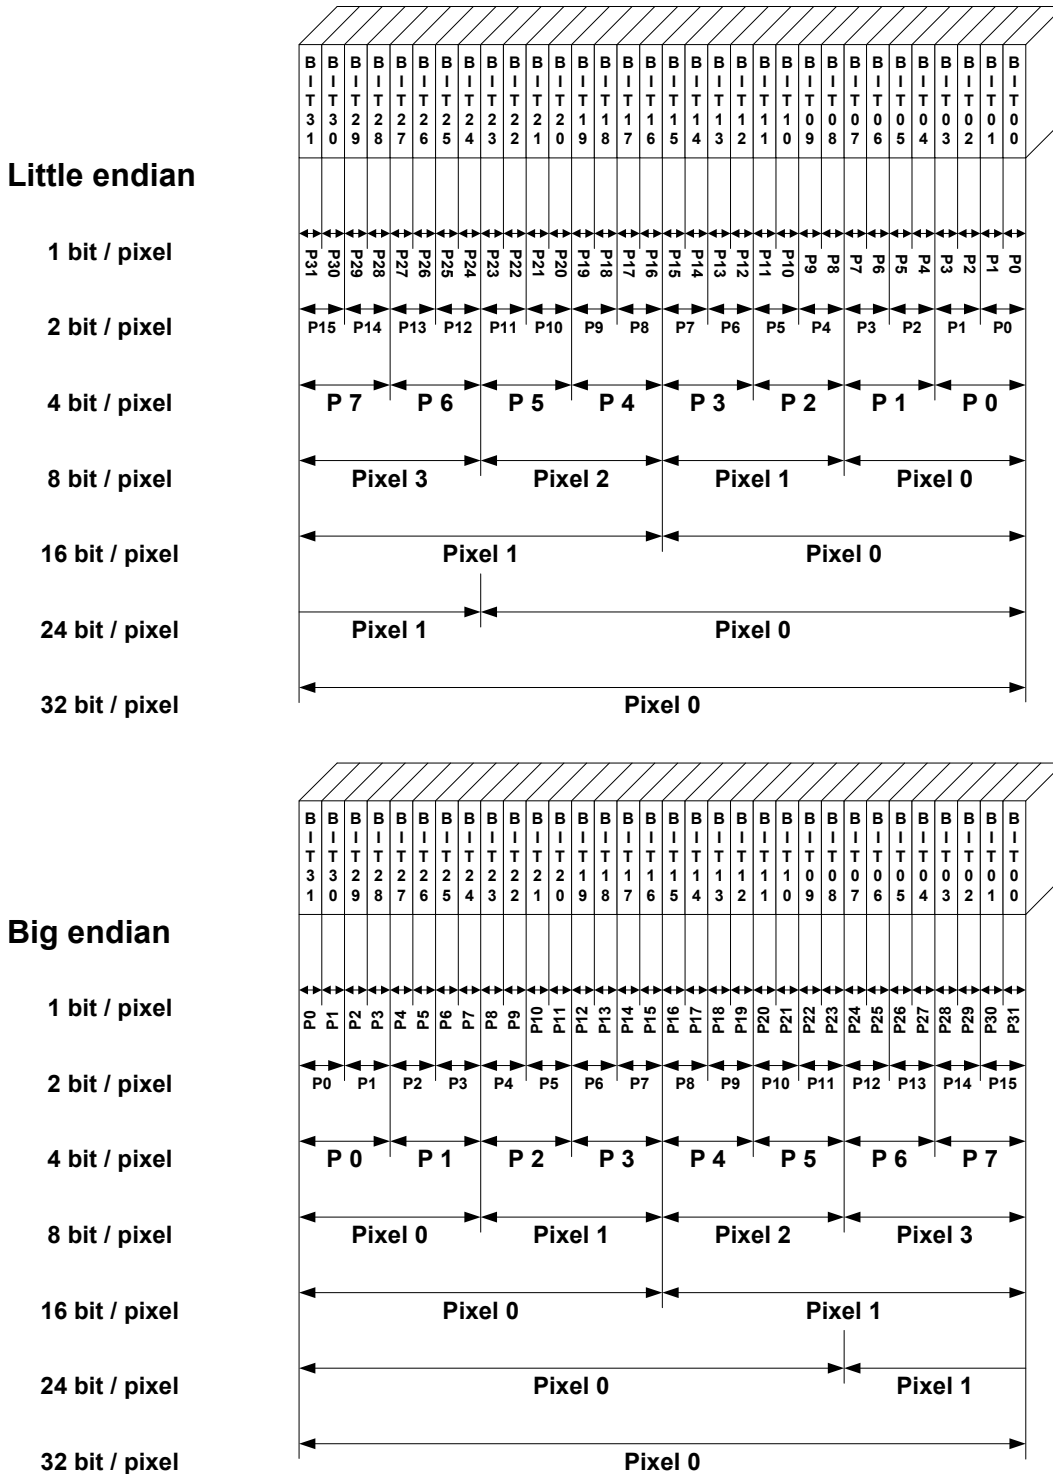 BIT31 BIT30 BIT29 BIT28 BIT27 BIT26 BIT25 BIT24 BIT23 BIT22 BIT21 BIT20 BIT19 BIT18 BIT17 BIT16 BIT15 BIT14 BIT13 BIT12 BIT11 BIT10 BIT09 BIT08 BIT07 BIT06 BIT05 BIT04 BIT03 BIT02 BIT01 BIT00
Little endian
1 bit / pixel P31 P30 P29 P28 P27 P26 P25 P24 P23 P22 P21 P20 P19 P18 P17 P16 P15 P14 P13 P12 P11 P10 P9 P8 P7 P6 P5 P4 P3 P2 P1 P0
2 bit / pixel P15 P14 P13 P12 P11 P10 P9 P8 P7 P6 P5 P4 P3 P2 P1 P0
4 bit / pixel P 7 P 6 P 5 P 4 P 3 P 2 P 1 P 0
8 bit / pixel Pixel 3 Pixel 2 Pixel 1 Pixel 0
16 bit / pixel Pixel 1 Pixel 0
24 bit / pixel Pixel 1 Pixel 0
32 bit / pixel Pixel 0
BIT31 BIT30 BIT29 BIT28 BIT27 BIT26 BIT25 BIT24 BIT23 BIT22 BIT21 BIT20 BIT19 BIT18 BIT17 BIT16 BIT15 BIT14 BIT13 BIT12 BIT11 BIT10 BIT09 BIT08 BIT07 BIT06 BIT05 BIT04 BIT03 BIT02 BIT01 BIT00
Big endian
1 bit / pixel P0 P1 P2 P3 P4 P5 P6 P7 P8 P9 P10 P11 P12 P13 P14 P15 P16 P17 P18 P19 P20 P21 P22 P23 P24 P25 P26 P27 P28 P29 P30 P31
2 bit / pixel P0 P1 P2 P3 P4 P5 P6 P7 P8 P9 P10 P11 P12 P13 P14 P15
4 bit / pixel P 0 P 1 P 2 P 3 P 4 P 5 P 6 P 7
8 bit / pixel Pixel 0 Pixel 1 Pixel 2 Pixel 3
16 bit / pixel Pixel 0 Pixel 1
24 bit / pixel Pixel 0 Pixel 1
32 bit / pixel Pixel 0